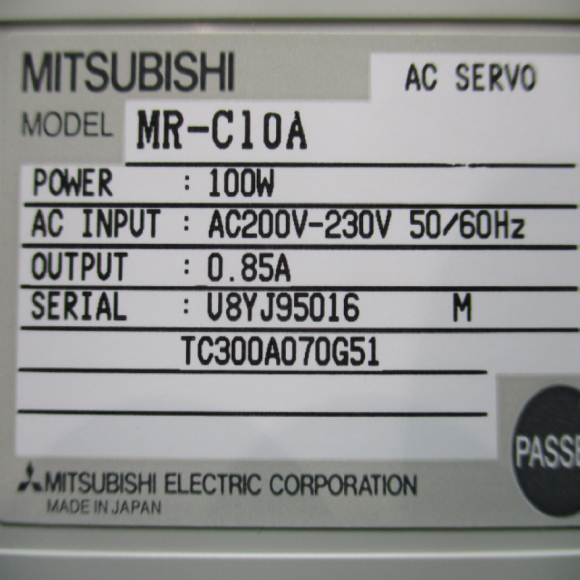 MITSUBISHI
AC SERVO
MODEL MR-C10A
POWER : 100W
AC INPUT : AC200V-230V 50/60Hz
OUTPUT : 0.85A
SERIAL : U8YJ95016 M
TC300A070G51
PASSE
MITSUBISHI ELECTRIC CORPORATION
MADE IN JAPAN